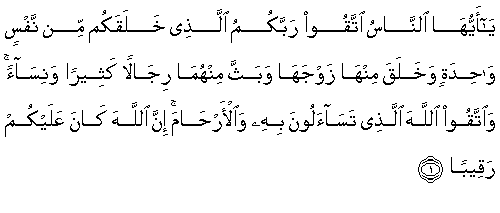 يَـٰٓأَيُّهَا ٱلنَّاسُ ٱتَّقُوا۟ رَبَّكُمُ ٱلَّذِى خَلَقَكُم مِّن نَّفْسٍۢ
وَٰحِدَةٍۢ وَخَلَقَ مِنْهَا زَوْجَهَا وَبَثَّ مِنْهُمَا رِجَالًۭا كَثِيرًۭا وَنِسَآءًۭ ۚ
وَٱتَّقُوا۟ ٱللَّهَ ٱلَّذِى تَسَآءَلُونَ بِهِۦ وَٱلْأَرْحَامَ ۚ إِنَّ ٱللَّهَ كَانَ عَلَيْكُمْ
رَقِيبًۭا ۝١